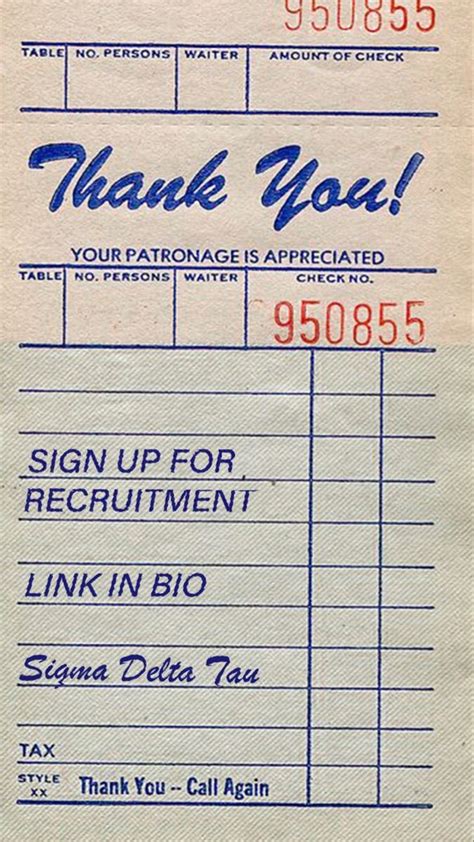 950855
TABLE NO. PERSONS WAITER AMOUNT OF CHECK
Thank You!
YOUR PATRONAGE IS APPRECIATED
TABLE NO. PERSONS WAITER CHECK NO.
950855
SIGN UP FOR
RECRUITMENT
LINK IN BIO
Sigma Delta Tau
TAX
STYLE
XX
Thank You -- Call Again